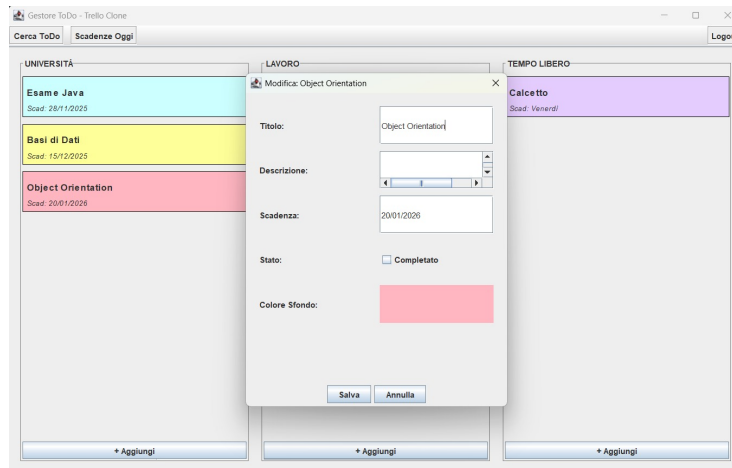 Gestore ToDo - Trello Clone
Cerca ToDo Scadenze Oggi Logou
UNIVERSITÀ
Esame Java
Scad: 28/11/2025
Basi di Dati
Scad: 15/12/2025
Object Orientation
Scad: 20/01/2026
+ Aggiungi
LAVORO
+ Aggiungi
TEMPO LIBERO
Calcetto
Scad: Venerdì
+ Aggiungi
Modifica: Object Orientation
Titolo: Object Orientation
Descrizione:
Scadenza: 20/01/2026
Stato: Completato
Colore Sfondo:
Salva Annulla